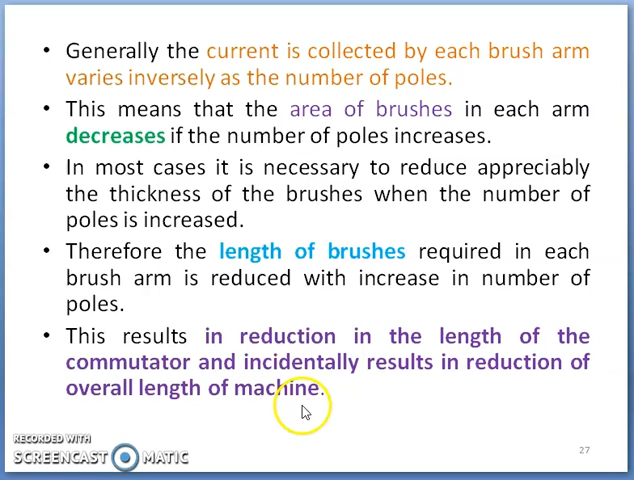 • Generally the current is collected by each brush arm
varies inversely as the number of poles.
• This means that the area of brushes in each arm
decreases if the number of poles increases.
• In most cases it is necessary to reduce appreciably
the thickness of the brushes when the number of
poles is increased.
• Therefore the length of brushes required in each
brush arm is reduced with increase in number of
poles.
• This results in reduction in the length of the
commutator and incidentally results in reduction of
overall length of machine.
RECORDED WITH
SCREENCAST MATIC
27